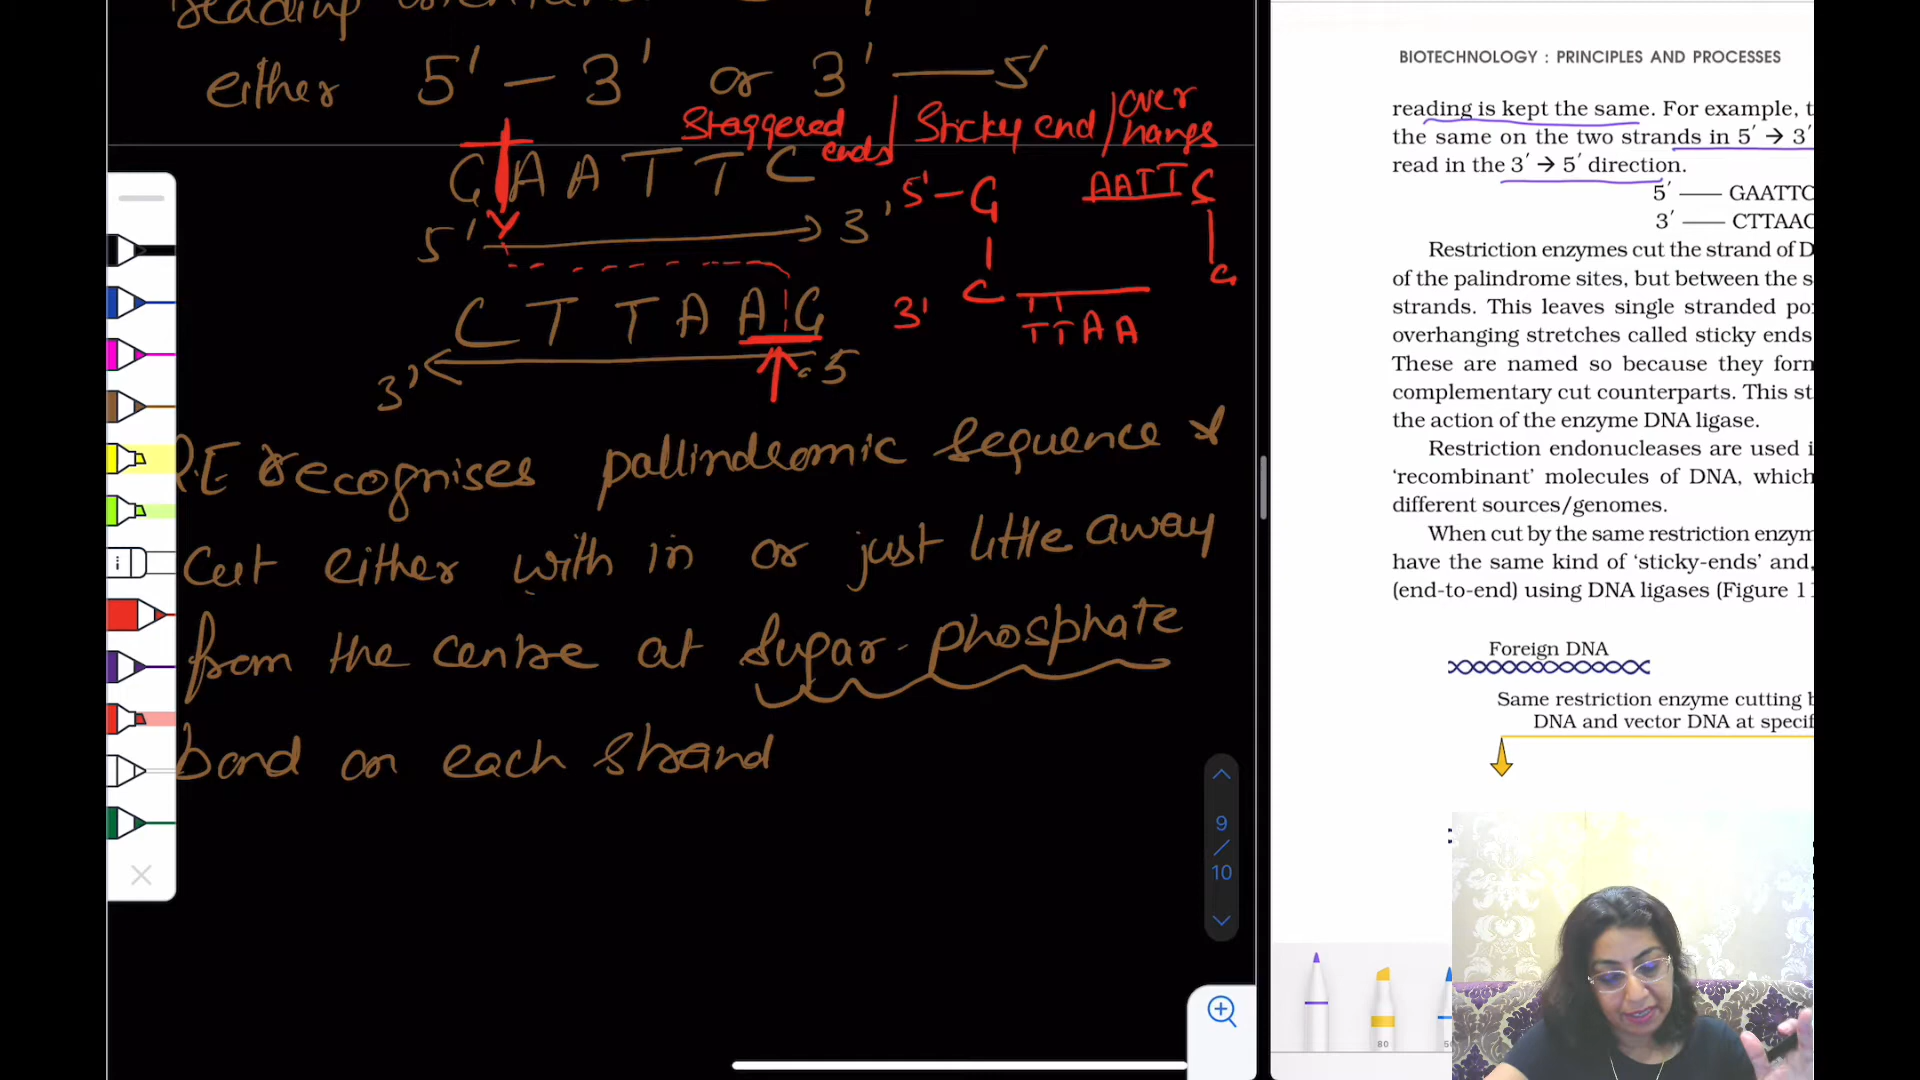 reading
either 5' – 3' or 3' — 5'
Staggered ends / Sticky end / over hangs
G A A T T C
5' 3'
C T T A A G
3' 5
5' – G AATTC
3' C TTAA G
R.E recognises pallindromic sequence &
cut either with in or just little away
from the centre at sugar-phosphate
bond on each strand
9
/
10
BIOTECHNOLOGY : PRINCIPLES AND PROCESSES
reading is kept the same. For example, t
the same on the two strands in 5′ → 3′
read in the 3′ → 5′ direction.
5′ —— GAATTC
3′ —— CTTAAG
Restriction enzymes cut the strand of D
of the palindrome sites, but between the s
strands. This leaves single stranded po
overhanging stretches called sticky ends
These are named so because they form
complementary cut counterparts. This st
the action of the enzyme DNA ligase.
Restriction endonucleases are used i
'recombinant' molecules of DNA, which
different sources/genomes.
When cut by the same restriction enzym
have the same kind of 'sticky-ends' and,
(end-to-end) using DNA ligases (Figure 11
Foreign DNA
Same restriction enzyme cutting b
DNA and vector DNA at specif
80